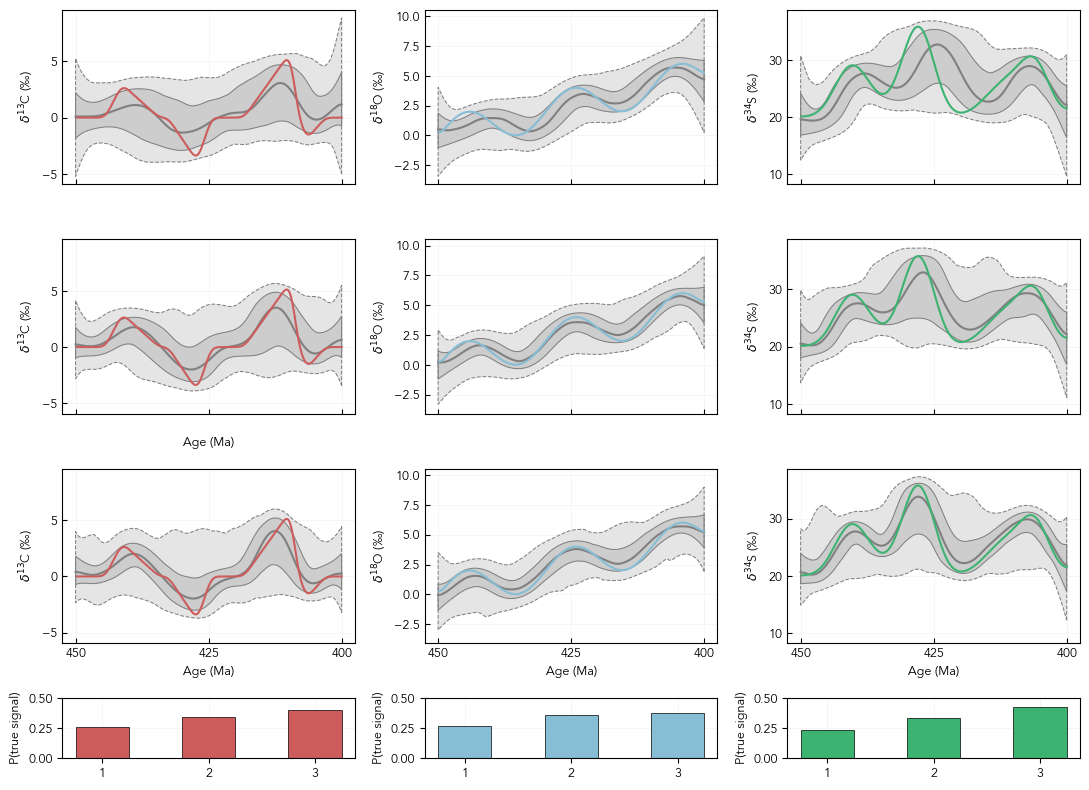 δ13C (‰)
5
0
−5
δ18O (‰)
10.0
7.5
5.0
2.5
0.0
−2.5
δ34S (‰)
30
20
10
δ13C (‰)
5
0
−5
δ18O (‰)
10.0
7.5
5.0
2.5
0.0
−2.5
δ34S (‰)
30
20
10
Age (Ma)
δ13C (‰)
5
0
−5
δ18O (‰)
10.0
7.5
5.0
2.5
0.0
−2.5
δ34S (‰)
30
20
10
450 425 400
450 425 400
450 425 400
Age (Ma)
Age (Ma)
Age (Ma)
P(true signal)
0.50
0.25
0.00
1 2 3
P(true signal)
0.50
0.25
0.00
1 2 3
P(true signal)
0.50
0.25
0.00
1 2 3